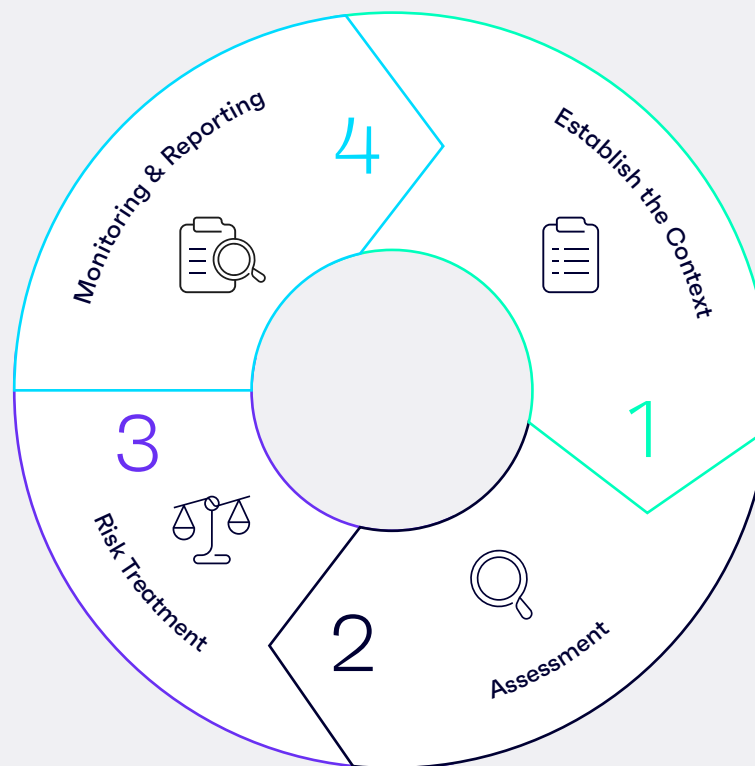 Establish the Context
1
Assessment
2
Risk Treatment
3
Monitoring & Reporting
4